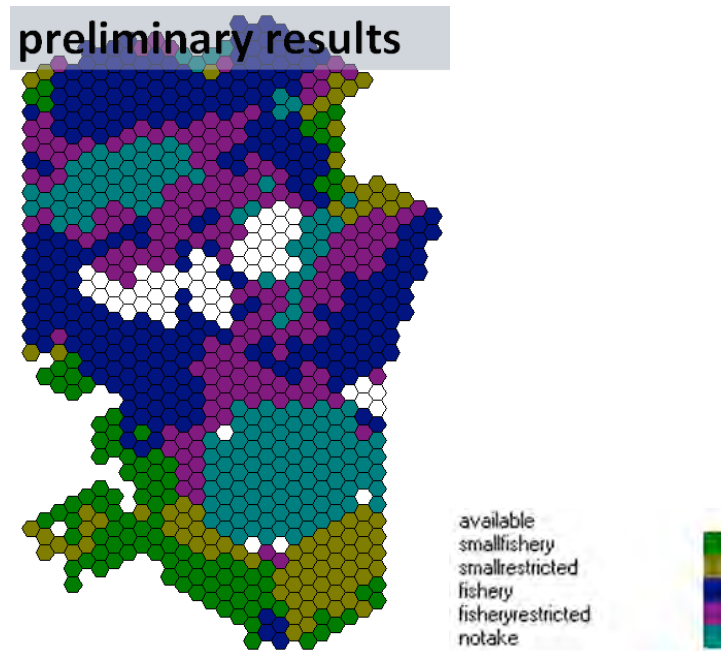 preliminary results
available
smallfishery
smallrestricted
fishery
fisheryrestricted
notake